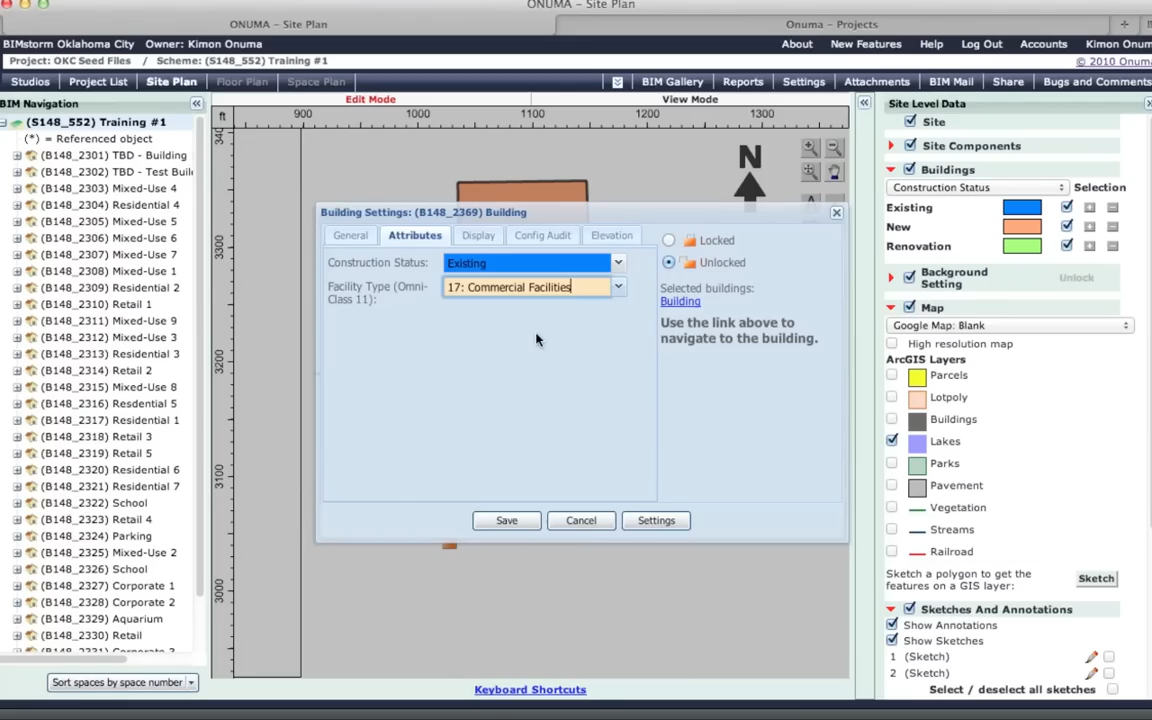 ONUMA - Site Plan
ONUMA - Site Plan
Onuma - Projects
BIMstorm Oklahoma City Owner: Kimon Onuma
About New Features Help Log Out Accounts Kimon Onum
Project: OKC Seed Files / Scheme: (S148_552) Training #1
© 2010 Onuma
Studios Project List Site Plan Floor Plan Space Plan
BIM Gallery Reports Settings Attachments BIM Mail Share Bugs and Comments
BIM Navigation
(S148_552) Training #1
(*) = Referenced object
(B148_2301) TBD - Building
(B148_2302) TBD - Test Buil
(B148_2303) Mixed-Use 4
(B148_2304) Residential 4
(B148_2305) Mixed-Use 5
(B148_2306) Mixed-Use 6
(B148_2307) Mixed-Use 7
(B148_2308) Mixed-Use 1
(B148_2309) Residential 2
(B148_2310) Retail 1
(B148_2311) Mixed-Use 9
(B148_2312) Mixed-Use 3
(B148_2313) Residential 3
(B148_2314) Retail 2
(B148_2315) Mixed-Use 8
(B148_2316) Resdential 5
(B148_2317) Residential 1
(B148_2318) Retail 3
(B148_2319) Retail 5
(B148_2320) Residential 6
(B148_2321) Residential 7
(B148_2322) School
(B148_2323) Retail 4
(B148_2324) Parking
(B148_2325) Mixed-Use 2
(B148_2326) School
(B148_2327) Corporate 1
(B148_2328) Corporate 2
(B148_2329) Aquarium
(B148_2330) Retail
Sort spaces by space number
Edit Mode View Mode
ft 900 1000 1100 1200 1300
340
3300
3200
3100
3000
N
Building Settings: (B148_2369) Building
General Attributes Display Config Audit Elevation
Construction Status: Existing
Facility Type (Omni-
Class 11): 17: Commercial Facilities
Locked
Unlocked
Selected buildings:
Building
Use the link above to
navigate to the building.
Save Cancel Settings
Keyboard Shortcuts
Site Level Data
Site
Site Components
Buildings
Construction Status Selection
Existing
New
Renovation
Background
Setting Unlock
Map
Google Map: Blank
High resolution map
ArcGIS Layers
Parcels
Lotpoly
Buildings
Lakes
Parks
Pavement
Vegetation
Streams
Railroad
Sketch a polygon to get the
features on a GIS layer: Sketch
Sketches And Annotations
Show Annotations
Show Sketches
1 (Sketch)
2 (Sketch)
Select / deselect all sketches